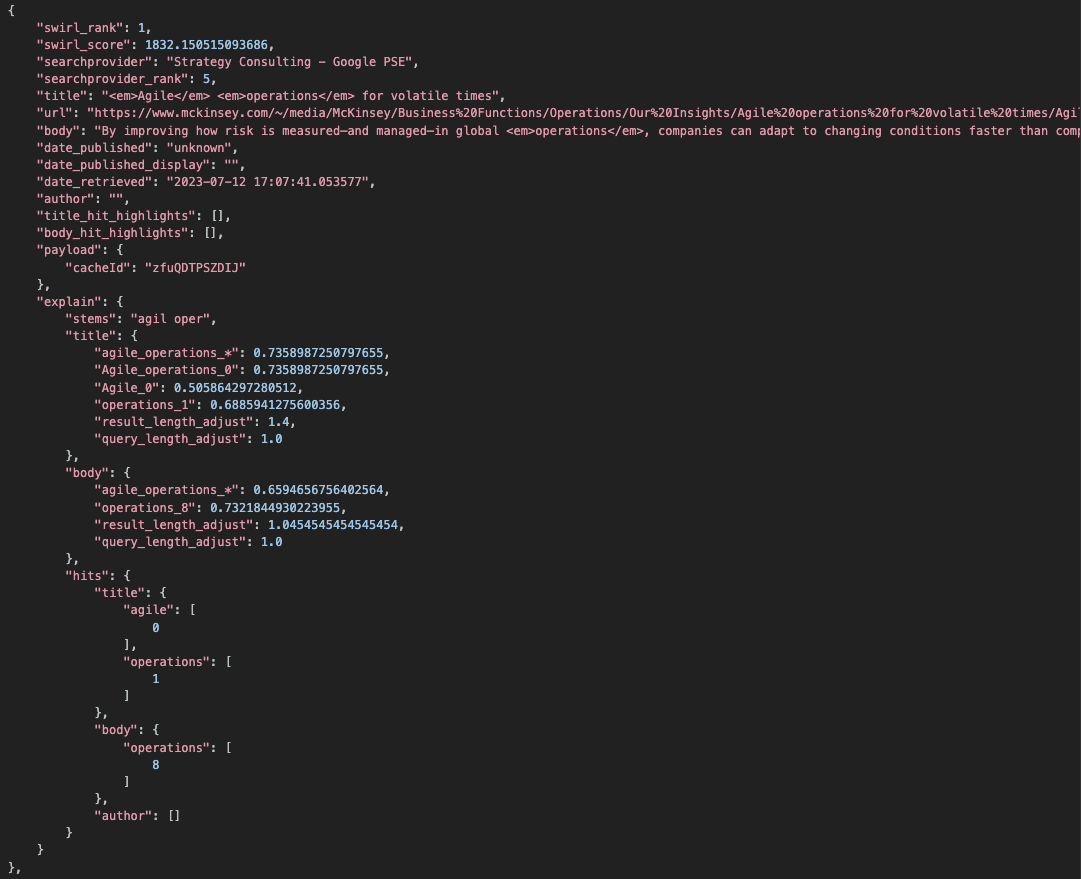 {
    "swirl_rank": 1,
    "swirl_score": 1832.150515093686,
    "searchprovider": "Strategy Consulting - Google PSE",
    "searchprovider_rank": 5,
    "title": "<em>Agile</em> <em>operations</em> for volatile times",
    "url": "https://www.mckinsey.com/~/media/McKinsey/Business%20Functions/Operations/Our%20Insights/Agile%20operations%20for%20volatile%20times/Agi
    "body": "By improving how risk is measured—and managed—in global <em>operations</em>, companies can adapt to changing conditions faster than comp
    "date_published": "unknown",
    "date_published_display": "",
    "date_retrieved": "2023-07-12 17:07:41.053577",
    "author": "",
    "title_hit_highlights": [],
    "body_hit_highlights": [],
    "payload": {
        "cacheId": "zfuQDTPSZDIJ"
    },
    "explain": {
        "stems": "agil oper",
        "title": {
            "agile_operations_*": 0.7358987250797655,
            "Agile_operations_0": 0.7358987250797655,
            "Agile_0": 0.505864297280512,
            "operations_1": 0.6885941275600356,
            "result_length_adjust": 1.4,
            "query_length_adjust": 1.0
        },
        "body": {
            "agile_operations_*": 0.6594656756402564,
            "operations_8": 0.7321844930223955,
            "result_length_adjust": 1.0454545454545454,
            "query_length_adjust": 1.0
        },
        "hits": {
            "title": {
                "agile": [
                    0
                ],
                "operations": [
                    1
                ]
            },
            "body": {
                "operations": [
                    8
                ]
            },
            "author": []
        }
    }
},